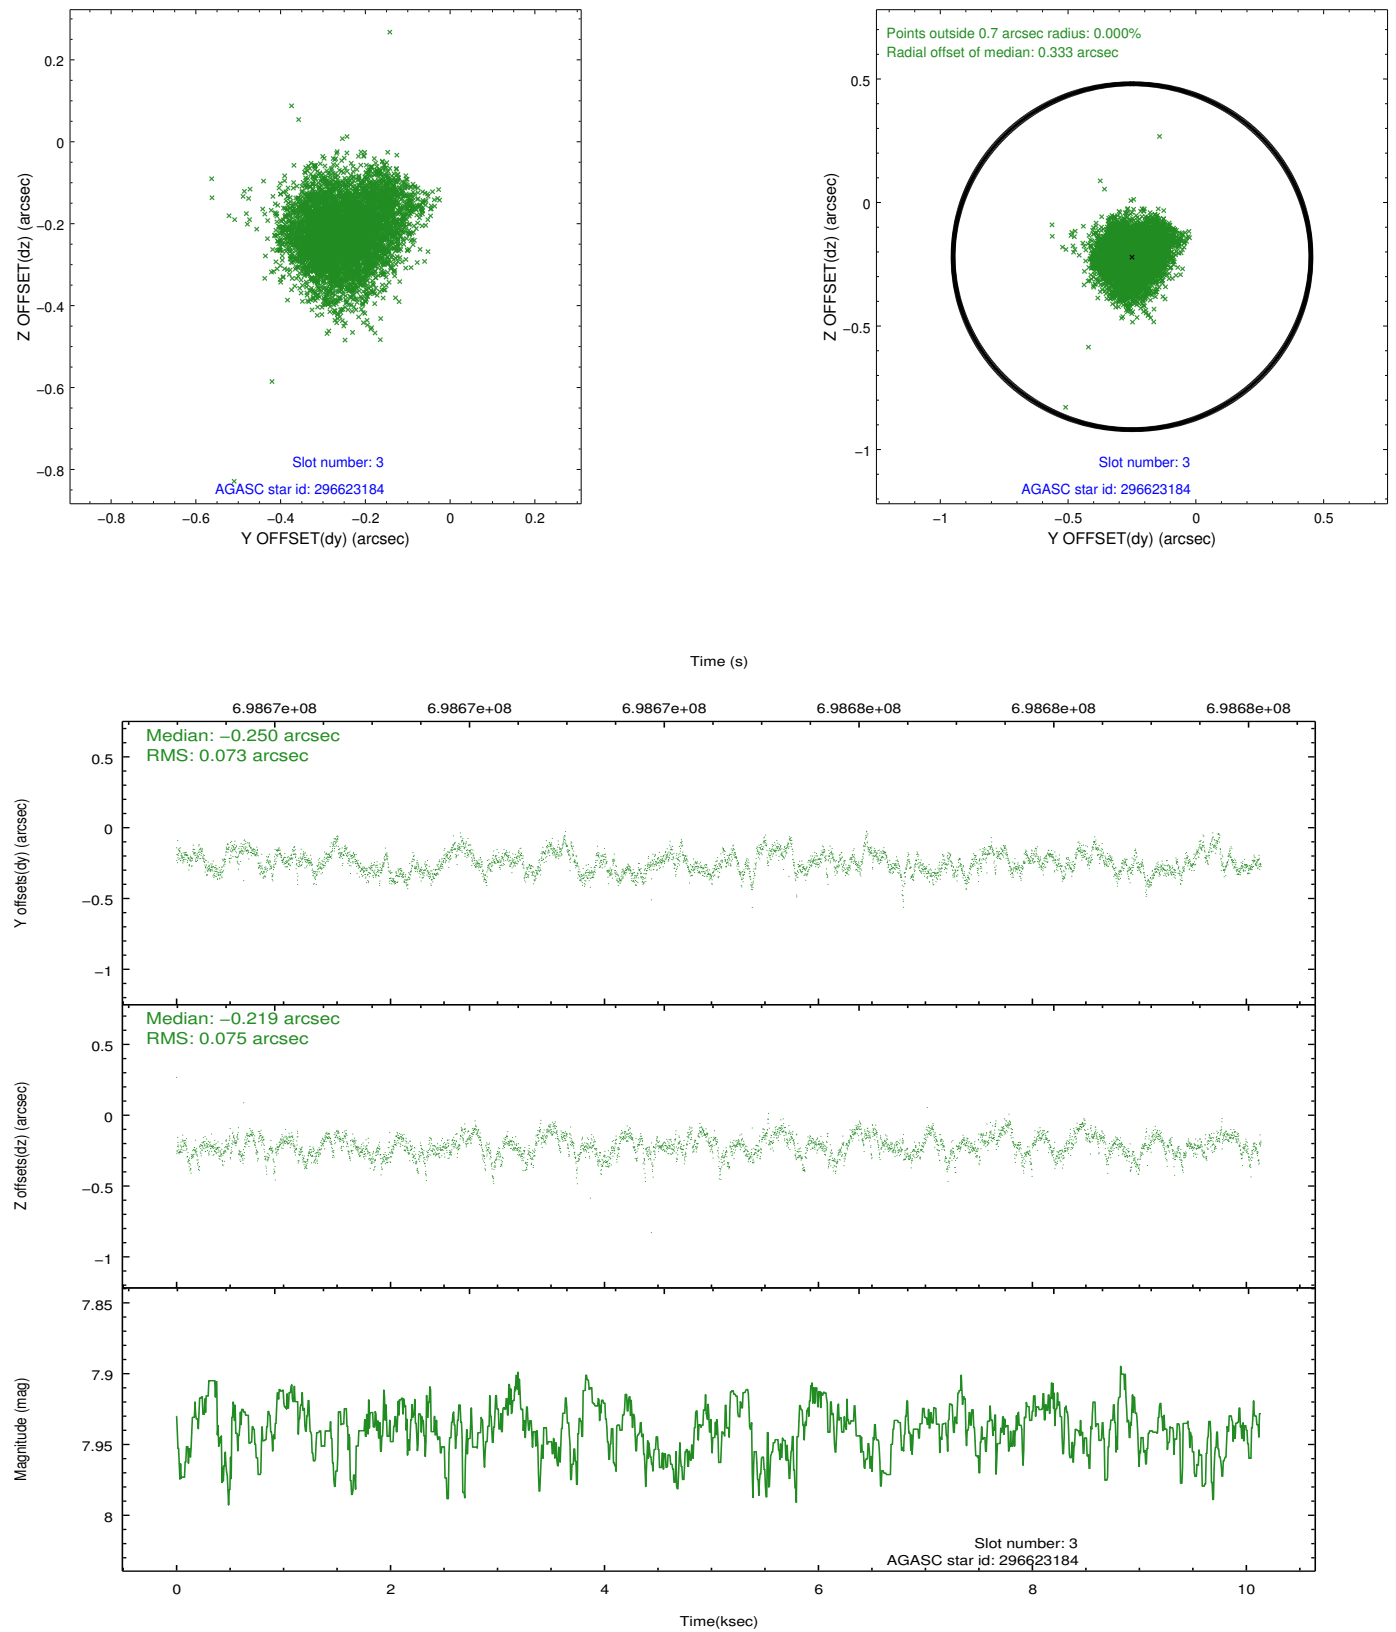 0.2
0
−0.2
−0.4
−0.6
−0.8
Z OFFSET(dz) (arcsec)
Slot number: 3
AGASC star id: 296623184
−0.8 −0.6 −0.4 −0.2 0 0.2
Y OFFSET(dy) (arcsec)
Points outside 0.7 arcsec radius: 0.000%
Radial offset of median: 0.333 arcsec
0.5
0
−0.5
−1
Z OFFSET(dz) (arcsec)
Slot number: 3
AGASC star id: 296623184
−1 −0.5 0 0.5
Y OFFSET(dy) (arcsec)
Time (s)
6.9867e+08 6.9867e+08 6.9867e+08 6.9868e+08 6.9868e+08 6.9868e+08
Median: −0.250 arcsec
RMS: 0.073 arcsec
0.5
0
−0.5
−1
Y offsets(dy) (arcsec)
Median: −0.219 arcsec
RMS: 0.075 arcsec
0.5
0
−0.5
−1
Z offsets(dz) (arcsec)
7.85
7.9
7.95
8
Magnitude (mag)
Slot number: 3
AGASC star id: 296623184
0 2 4 6 8 10
Time(ksec)